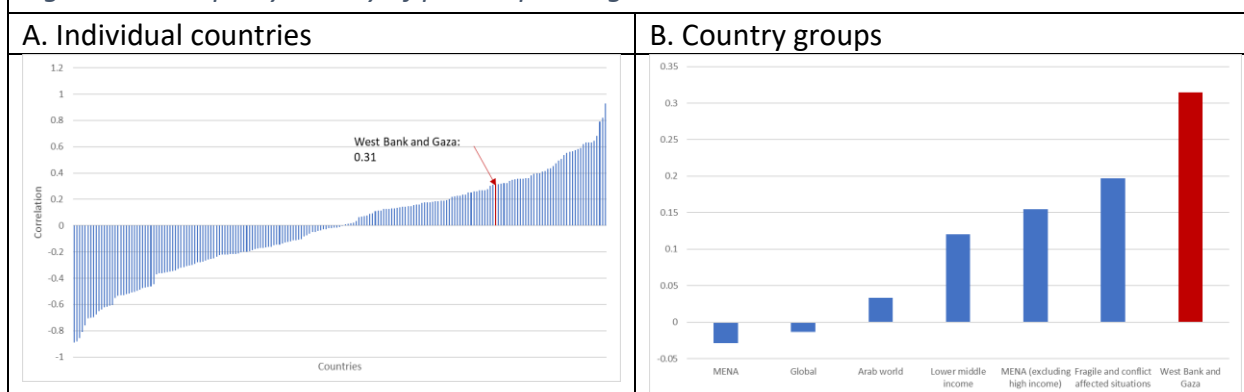 A. Individual countries
B. Country groups
1.2
1
0.8
0.6
0.4
0.2
0
-0.2
-0.4
-0.6
-0.8
-1
Correlation
West Bank and Gaza:
0.31
Countries
0.35
0.3
0.25
0.2
0.15
0.1
0.05
0
-0.05
MENA
Global
Arab world
Lower middle
income
MENA (excluding
high income)
Fragile and conflict
affected situations
West Bank and
Gaza